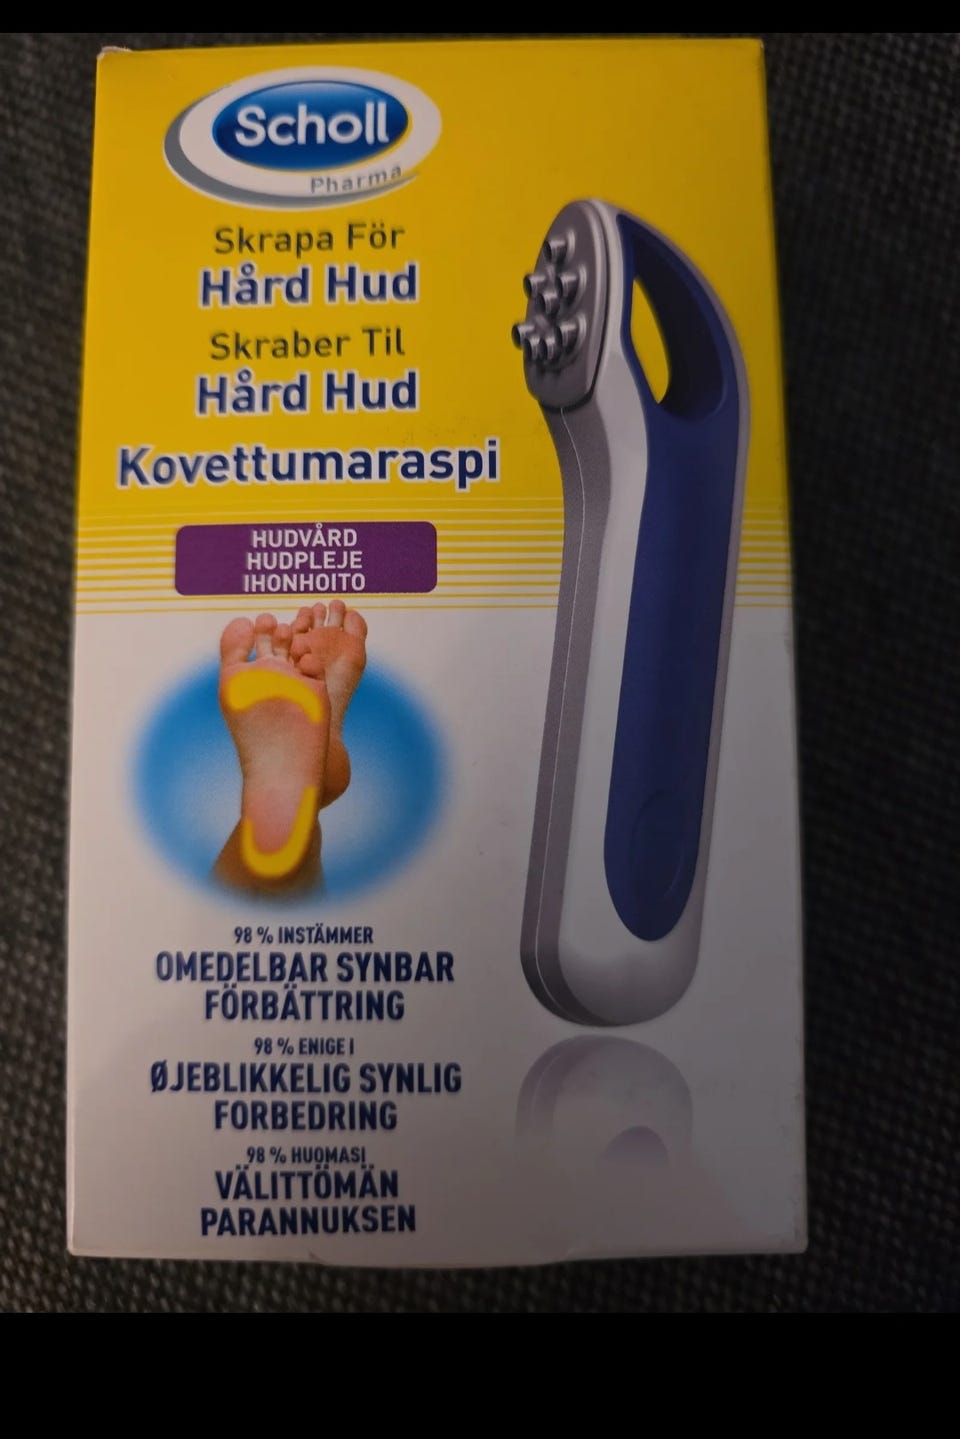 Scholl
Pharma
Skrapa För
Hård Hud
Skraber Til
Hård Hud
Kovettumaraspi
HUDVÅRD
HUDPLEJE
IHONHOITO
98 % INSTÄMMER
OMEDELBAR SYNBAR
FÖRBÄTTRING
98 % ENIGE I
ØJEBLIKKELIG SYNLIG
FORBEDRING
98 % HUOMASI
VÄLITTÖMÄN
PARANNUKSEN